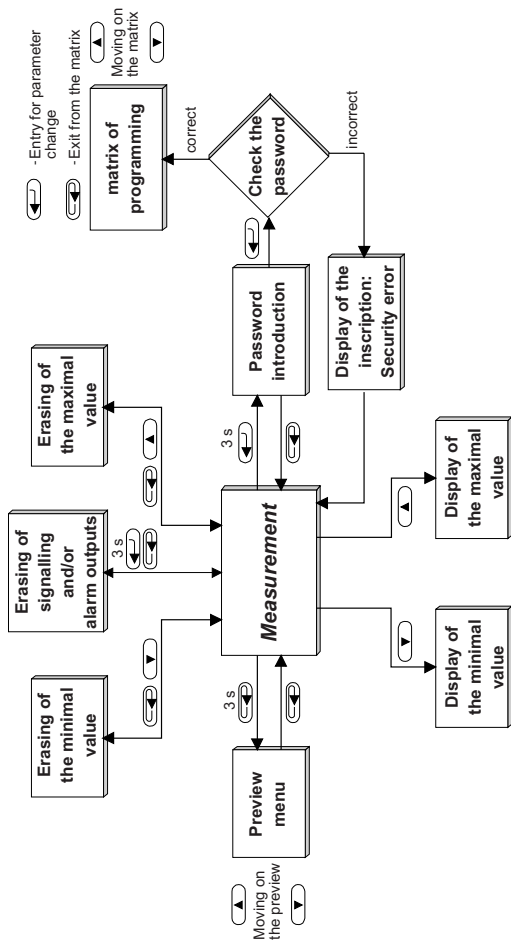 Erasing of
the minimal
value
Erasing of
signalling
and/or
alarm outputs
Erasing of
the maximal
value
- Entry for parameter
change
- Exit from the matrix
Moving on
the matrix
matrix of
programming
3 s
correct
Moving on
the preview
Preview
menu
3 s
Measurement
3 s
Password
introduction
Check the
password
incorrect
Display of the
inscription:
Security error
Display of
the minimal
value
Display of
the maximal
value